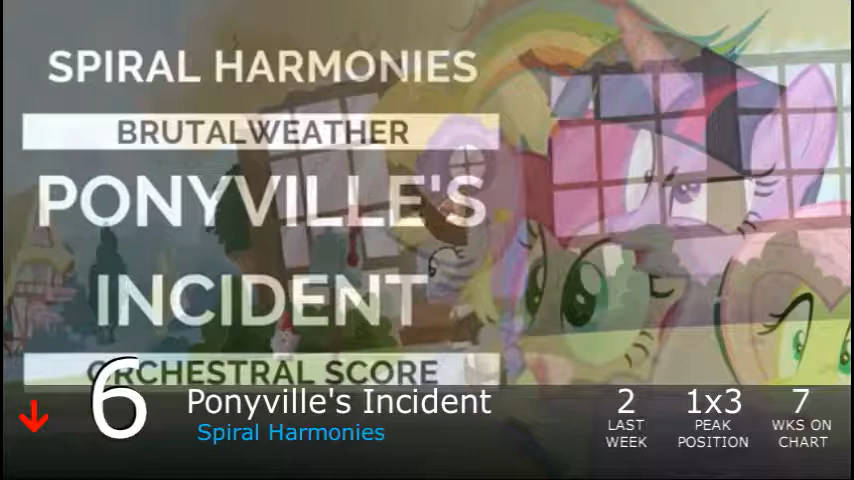 SPIRAL HARMONIES
BRUTALWEATHER
PONYVILLE'S
INCIDENT
ORCHESTRAL SCORE
6
Ponyville's Incident
Spiral Harmonies
2
LAST
WEEK
1x3
PEAK
POSITION
7
WKS ON
CHART